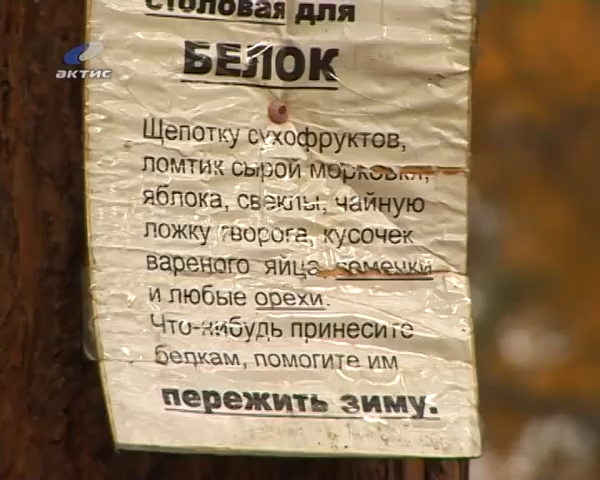 АКТИС
столовая для
БЕЛОК
Щепотку сухофруктов,
ломтик сырой моркови,
яблока, свеклы, чайную
ложку творога, кусочек
вареного яйца, семечки
и любые орехи.
Что-нибудь принесите
белкам, помогите им
пережить зиму.